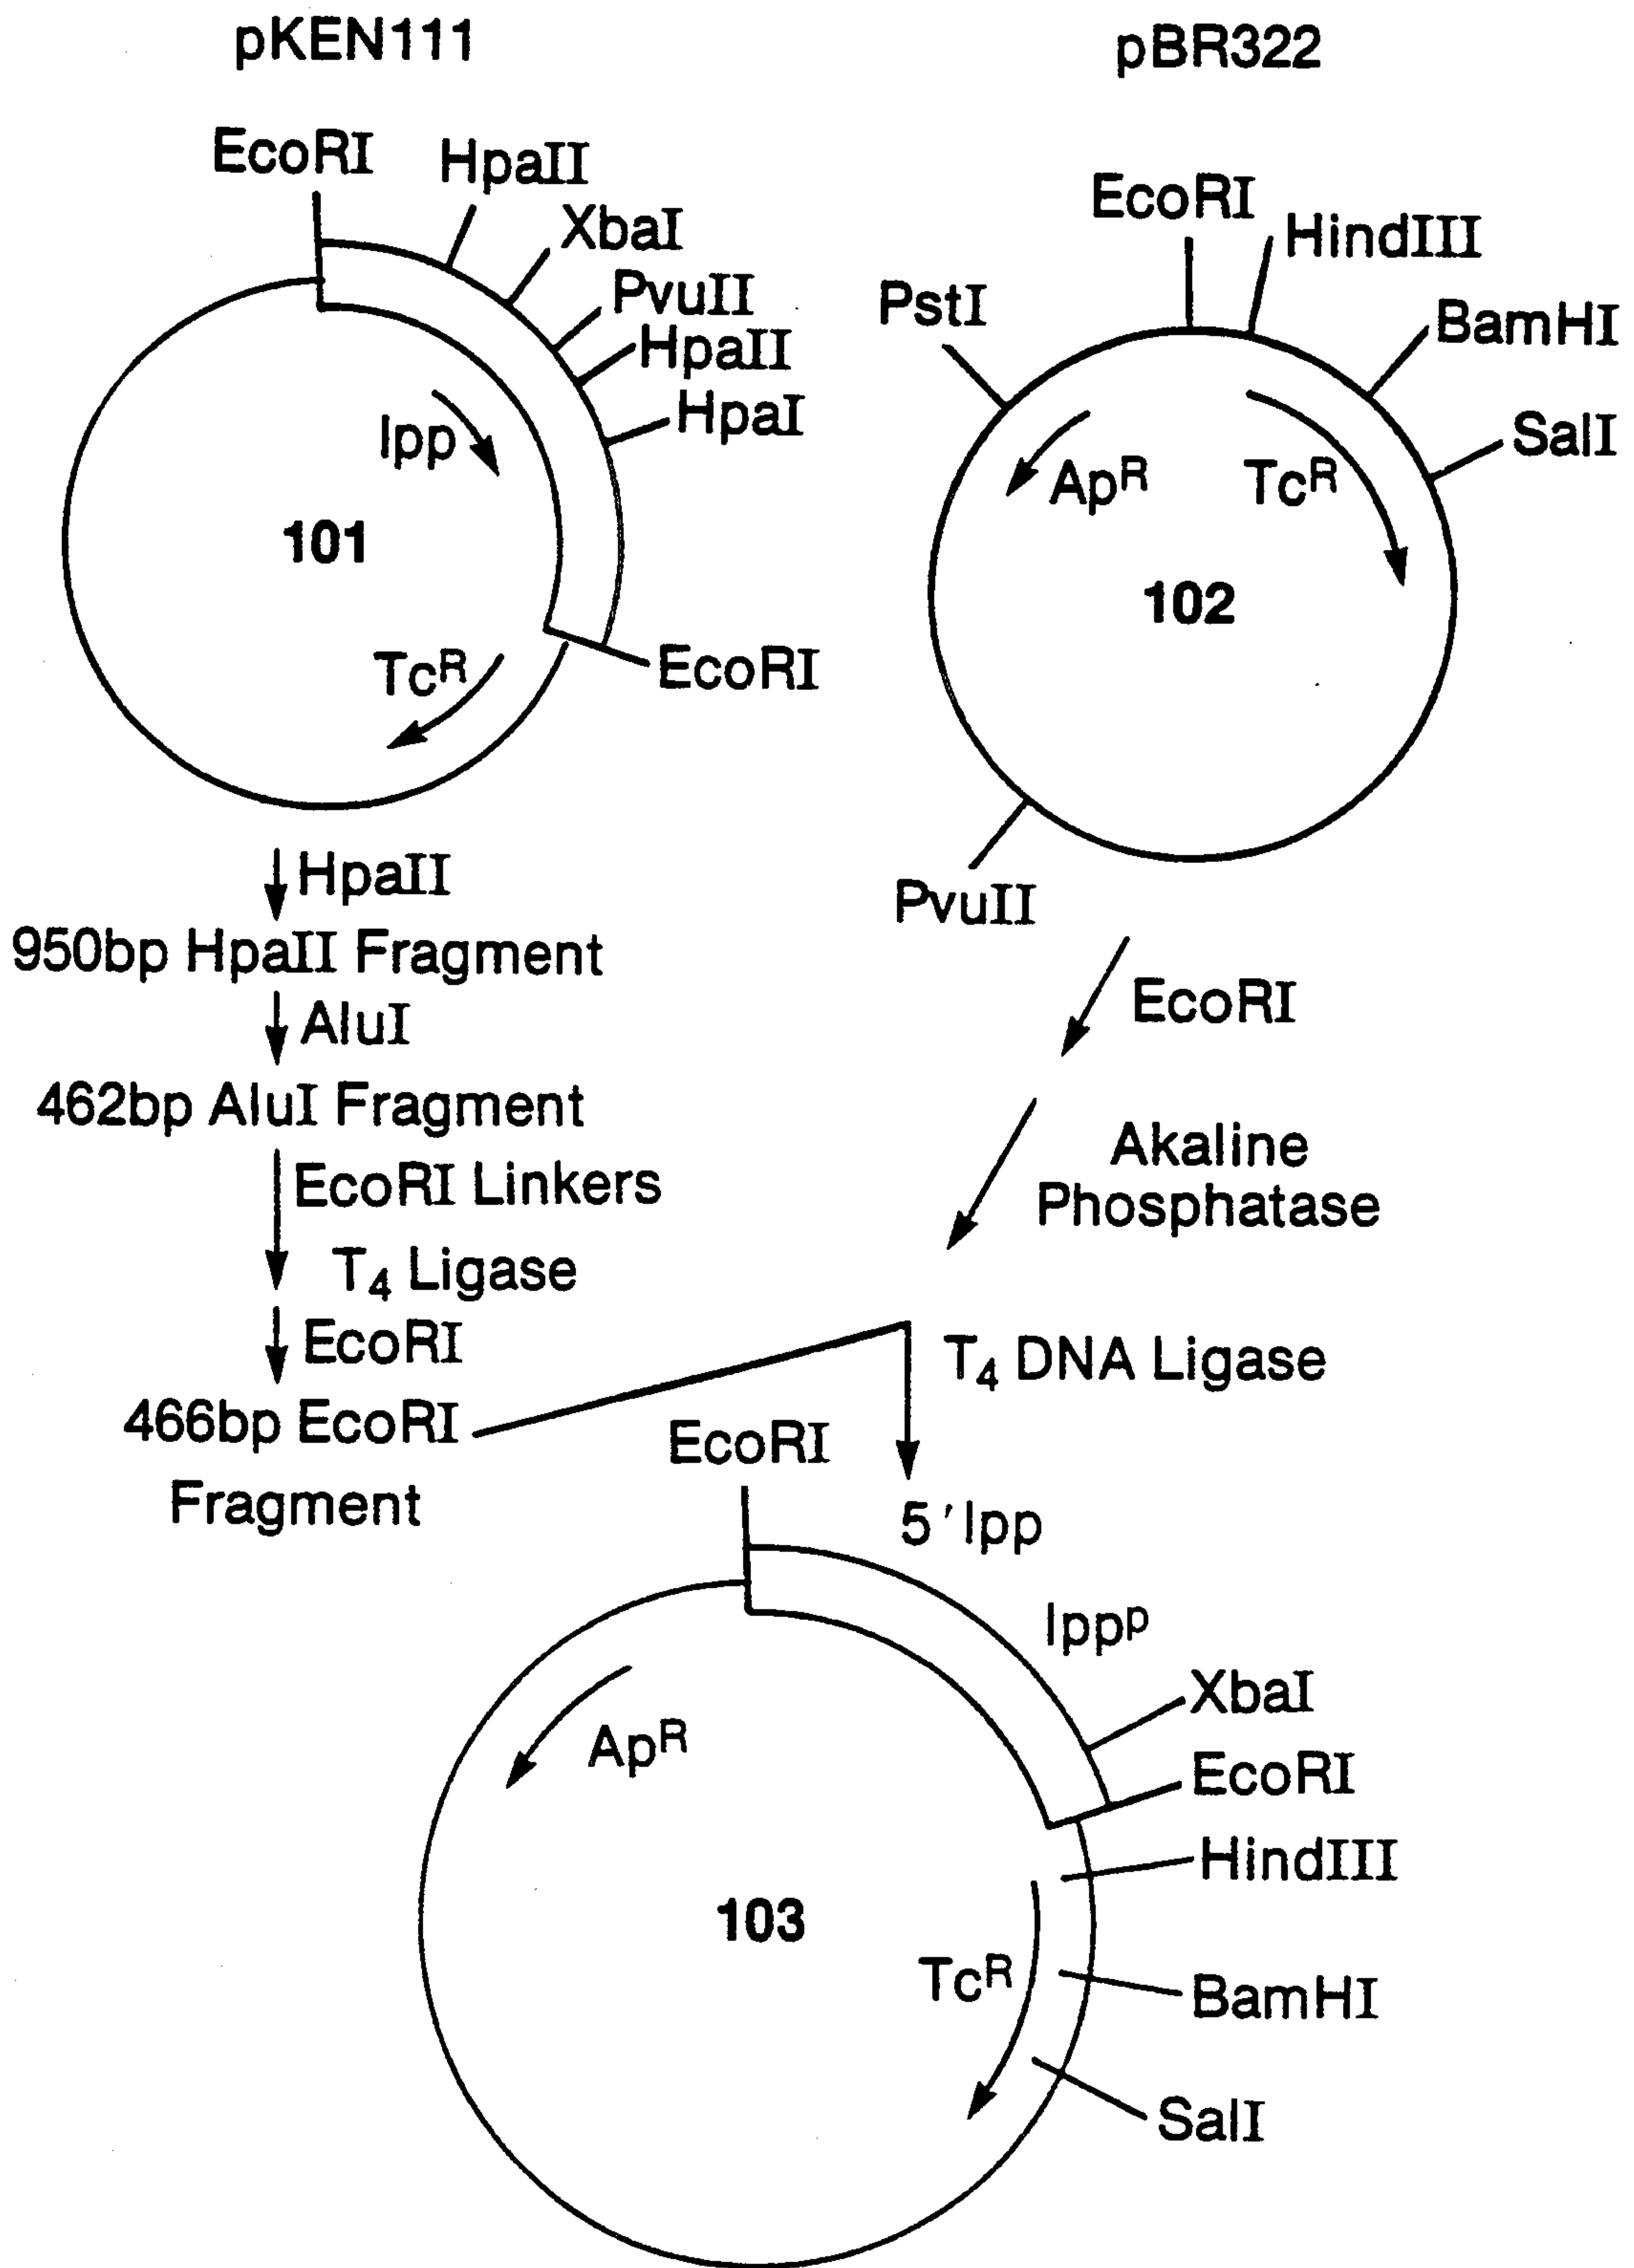 pKEN111
EcoRI
HpaII
XbaI
PvuII
HpaII
HpaI
lpp
101
TcR
EcoRI
pBR322
EcoRI
HindIII
PstI
BamHI
SalI
ApR
TcR
102
PvuII
HpaII
950bp HpaII Fragment
AluI
462bp AluI Fragment
EcoRI Linkers
T4 Ligase
EcoRI
466bp EcoRI
Fragment
EcoRI
Akaline
Phosphatase
T4 DNA Ligase
EcoRI
5'lpp
lppp
XbaI
EcoRI
HindIII
ApR
103
TcR
BamHI
SalI